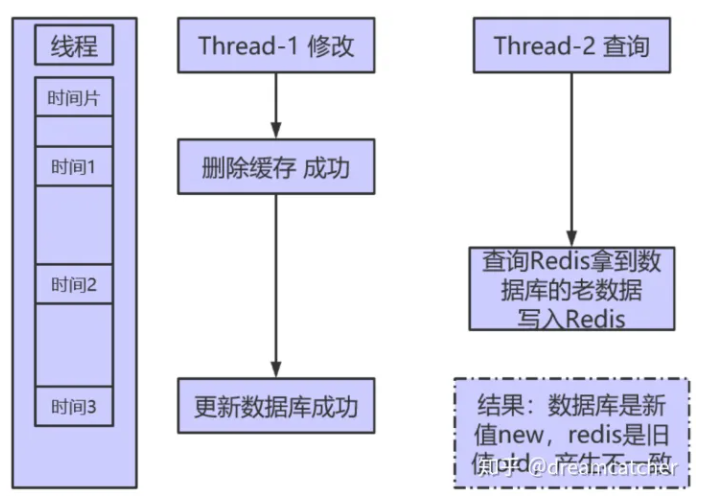 线程
时间片
时间1
时间2
时间3
Thread-1 修改
删除缓存 成功
更新数据库成功
Thread-2 查询
查询Redis拿到数
据库的老数据
写入Redis
结果：数据库是新
值new，redis是旧
值old，产生不一致
知乎 @dreamcatcher